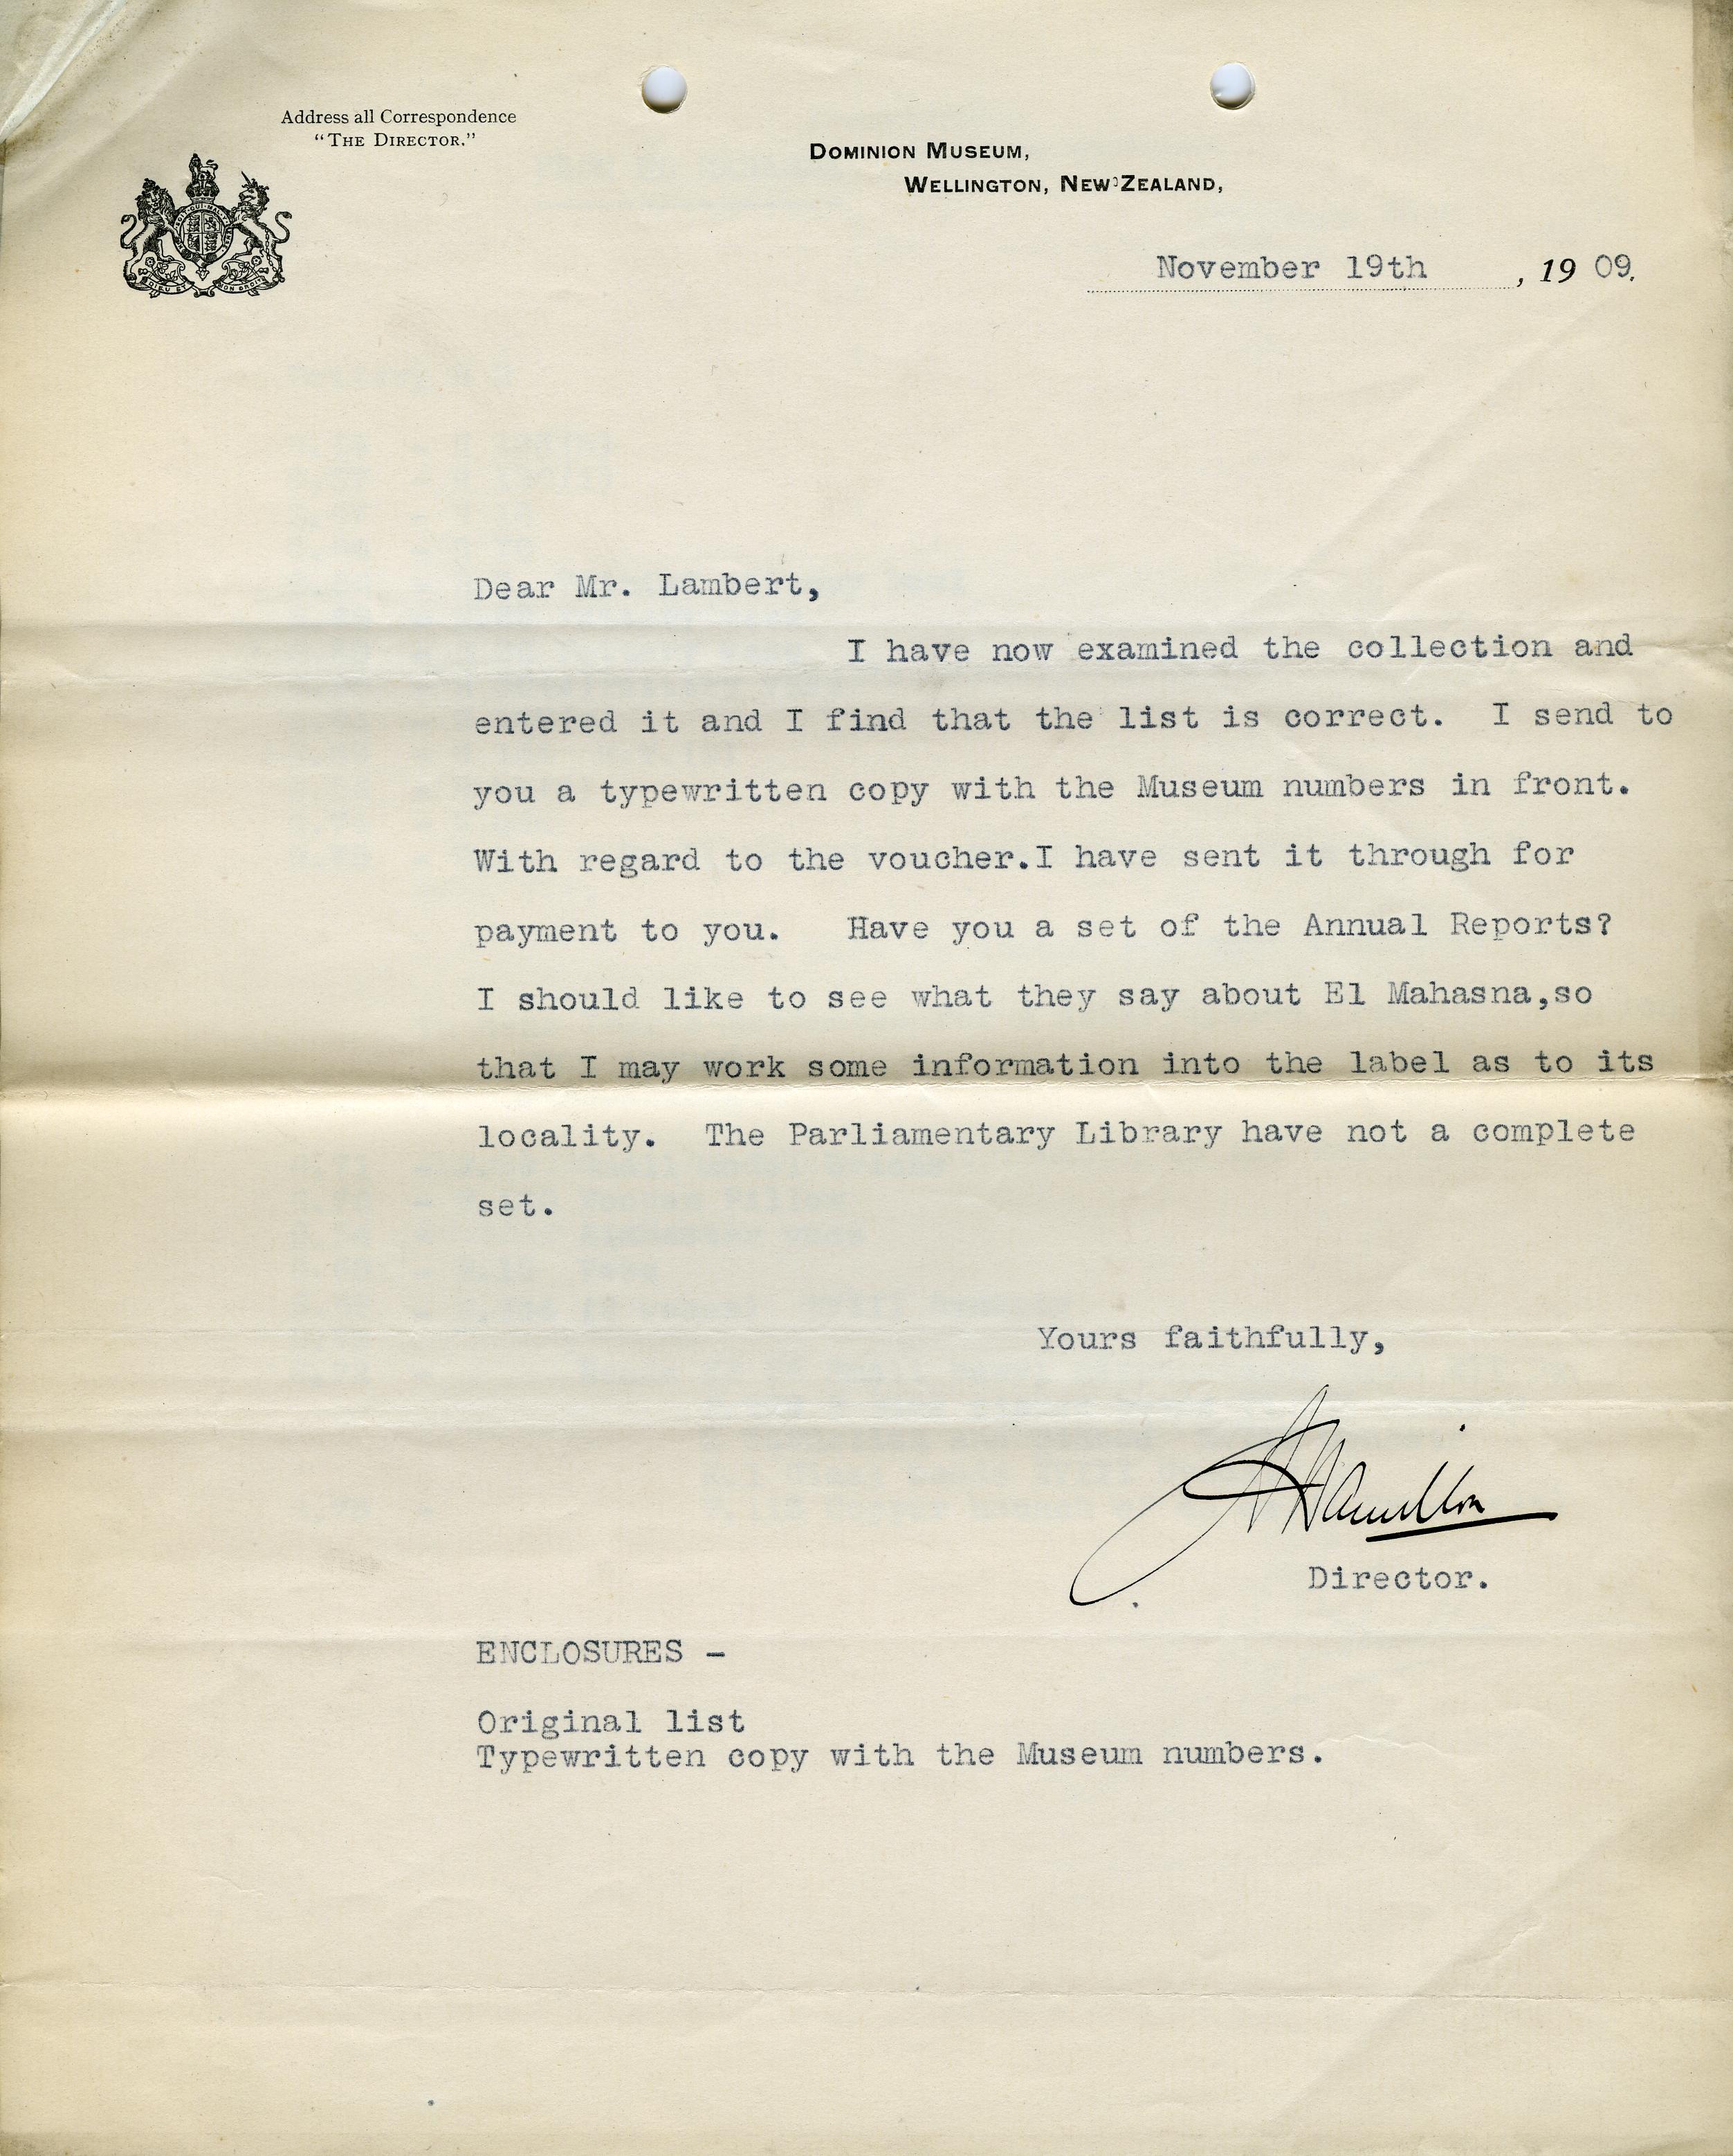 Address all Correspondence
"THE DIRECTOR."
DOMINION MUSEUM,
WELLINGTON, NEW ZEALAND,
November 19th , 19 09.
Dear Mr. Lambert,
I have now examined the collection and
entered it and I find that the list is correct. I send to
you a typewritten copy with the Museum numbers in front.
With regard to the voucher.I have sent it through for
payment to you. Have you a set of the Annual Reports?
I should like to see what they say about El Mahasna,so
that I may work some information into the label as to its
locality. The Parliamentary Library have not a complete
set.
Yours faithfully,
A Hamilton
Director.
ENCLOSURES -
Original list
Typewritten copy with the Museum numbers.